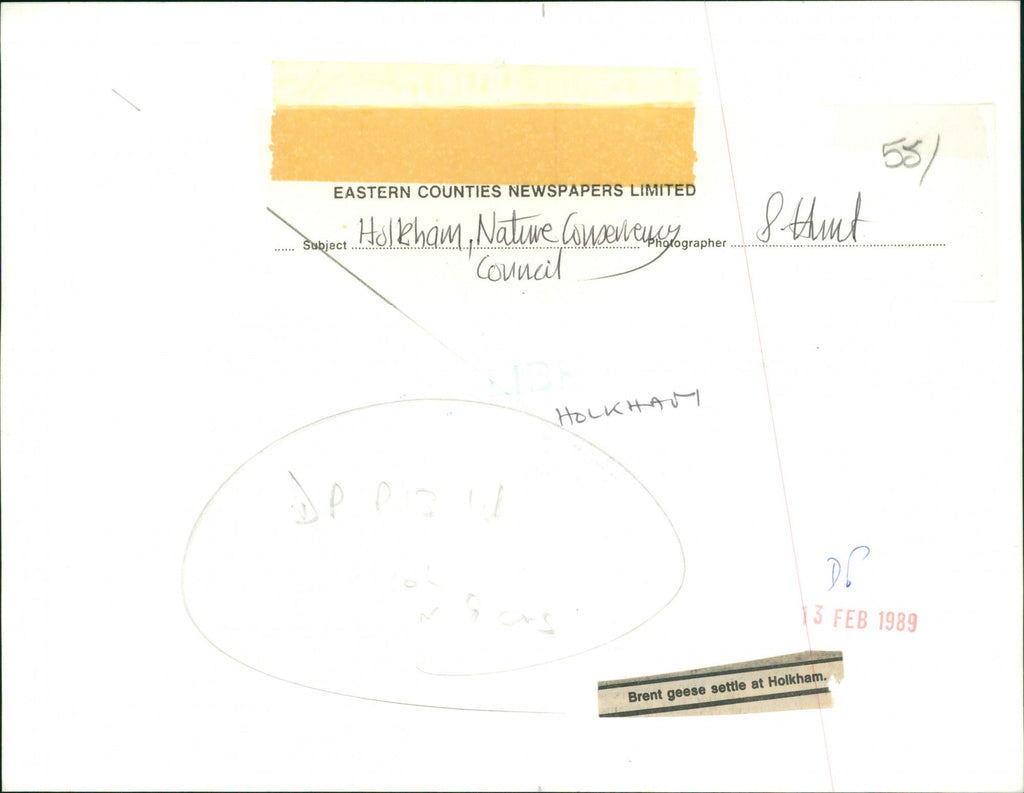 55/
EASTERN COUNTIES NEWSPAPERS LIMITED
Subject Holkham, Nature Conservancy Photographer S. Hunt
Council
HOLKHAM
D6
13 FEB 1989
Brent geese settle at Holkham.